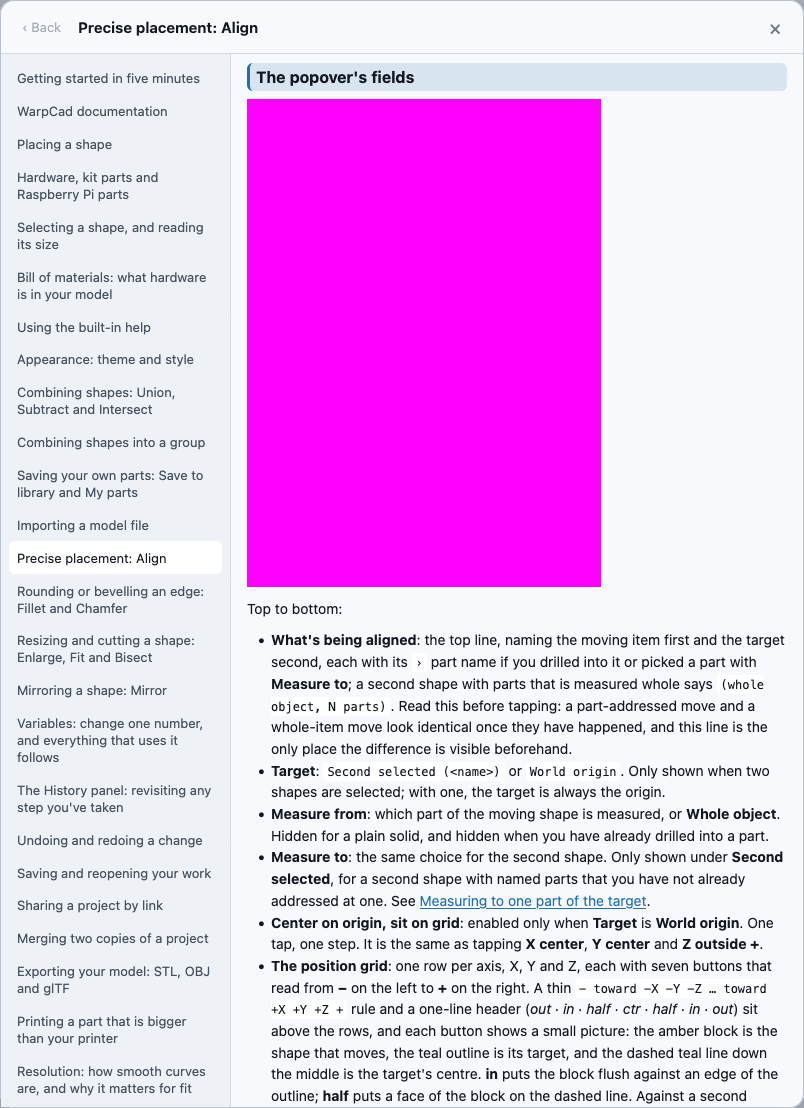 ‹ Back
Precise placement: Align
×
Getting started in five minutes
WarpCad documentation
Placing a shape
Hardware, kit parts and
Raspberry Pi parts
Selecting a shape, and reading
its size
Bill of materials: what hardware
is in your model
Using the built-in help
Appearance: theme and style
Combining shapes: Union,
Subtract and Intersect
Combining shapes into a group
Saving your own parts: Save to
library and My parts
Importing a model file
Precise placement: Align
Rounding or bevelling an edge:
Fillet and Chamfer
Resizing and cutting a shape:
Enlarge, Fit and Bisect
Mirroring a shape: Mirror
Variables: change one number,
and everything that uses it
follows
The History panel: revisiting any
step you've taken
Undoing and redoing a change
Saving and reopening your work
Sharing a project by link
Merging two copies of a project
Exporting your model: STL, OBJ
and glTF
Printing a part that is bigger
than your printer
Resolution: how smooth curves
are, and why it matters for fit
The popover's fields
Top to bottom:
• What's being aligned: the top line, naming the moving item first and the target
second, each with its › part name if you drilled into it or picked a part with
Measure to; a second shape with parts that is measured whole says (whole
object, N parts). Read this before tapping: a part-addressed move and a
whole-item move look identical once they have happened, and this line is the
only place the difference is visible beforehand.
• Target: Second selected (<name>) or World origin. Only shown when two
shapes are selected; with one, the target is always the origin.
• Measure from: which part of the moving shape is measured, or Whole object.
Hidden for a plain solid, and hidden when you have already drilled into a part.
• Measure to: the same choice for the second shape. Only shown under Second
selected, for a second shape with named parts that you have not already
addressed at one. See Measuring to one part of the target.
• Center on origin, sit on grid: enabled only when Target is World origin. One
tap, one step. It is the same as tapping X center, Y center and Z outside +.
• The position grid: one row per axis, X, Y and Z, each with seven buttons that
read from − on the left to + on the right. A thin − toward −X −Y −Z … toward
+X +Y +Z + rule and a one-line header (out · in · half · ctr · half · in · out) sit
above the rows, and each button shows a small picture: the amber block is the
shape that moves, the teal outline is its target, and the dashed teal line down
the middle is the target's centre. in puts the block flush against an edge of the
outline; half puts a face of the block on the dashed line. Against a second